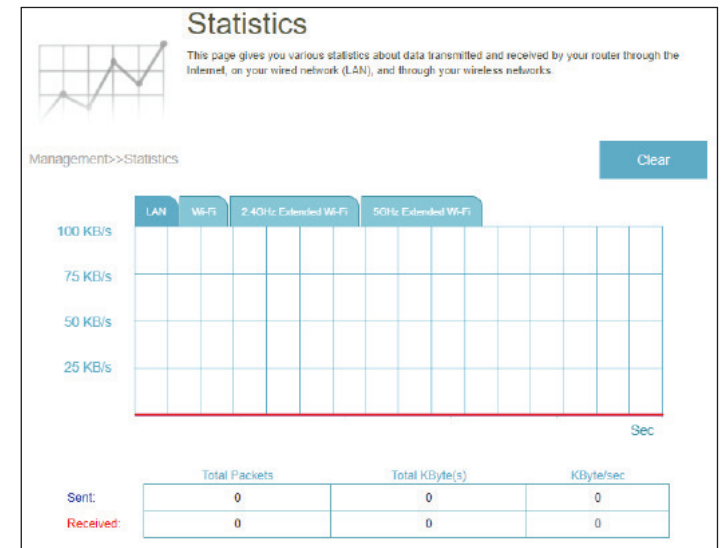 Statistics
This page gives you various statistics about data transmitted and received by your router through the
Internet, on your wired network (LAN), and through your wireless networks.
Management>>Statistics
Clear
LAN Wi-Fi 2.4GHz Extended Wi-Fi 5GHz Extended Wi-Fi
100 KB/s
75 KB/s
50 KB/s
25 KB/s
Sec
Total Packets Total KByte(s) KByte/sec
Sent: 0 0 0
Received: 0 0 0